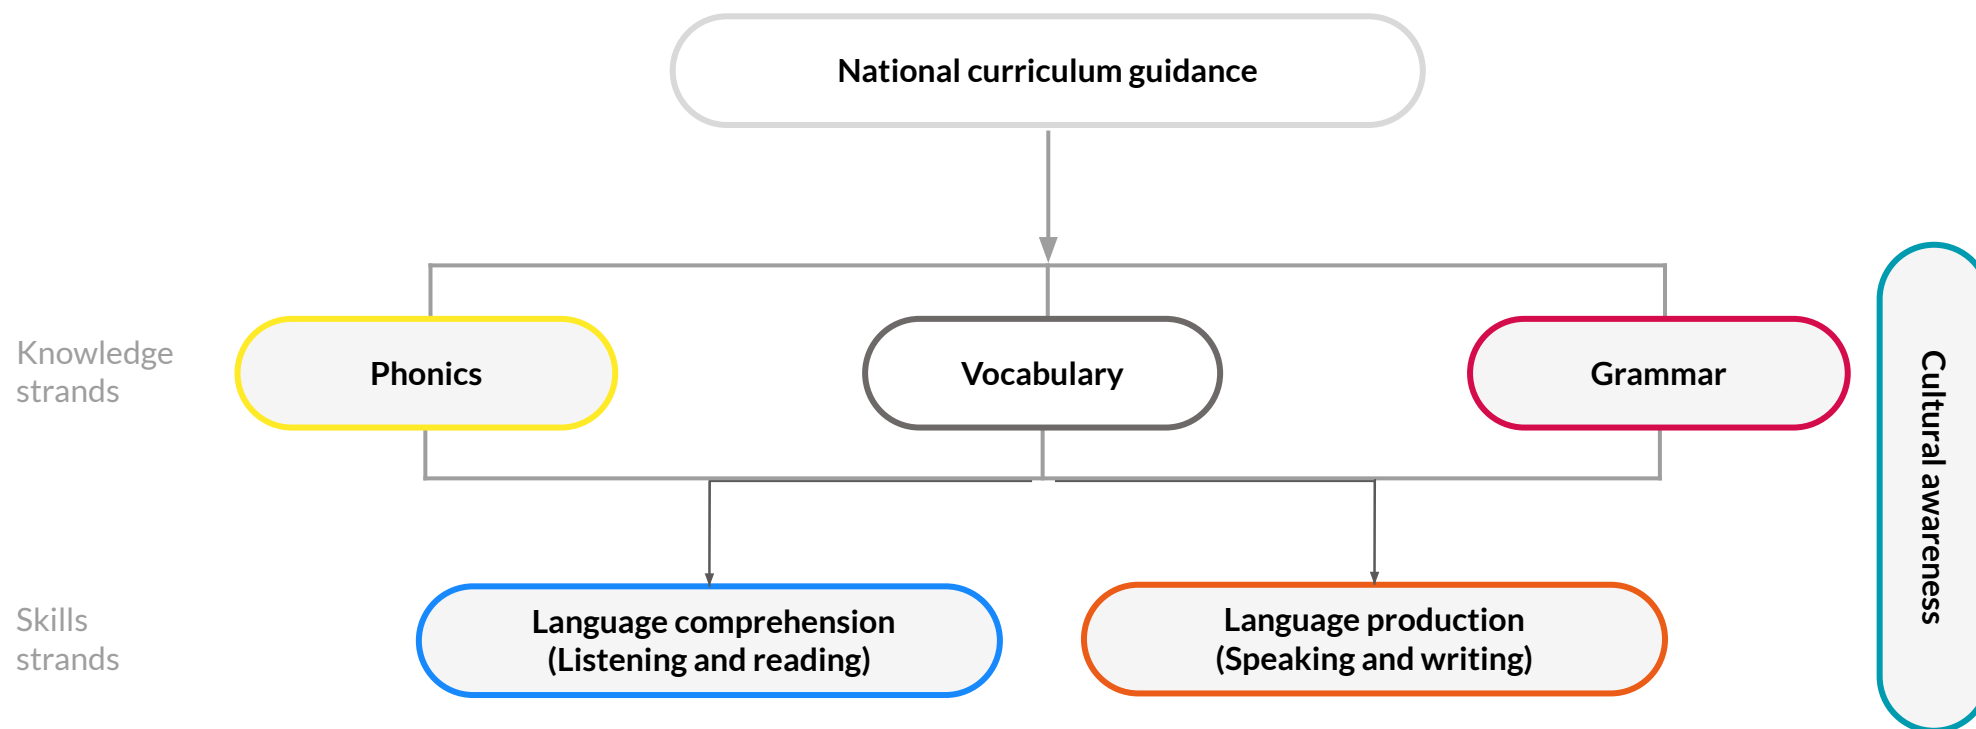 National curriculum guidance
Knowledge
strands
Phonics
Vocabulary
Grammar
Cultural awareness
Skills
strands
Language comprehension
(Listening and reading)
Language production
(Speaking and writing)